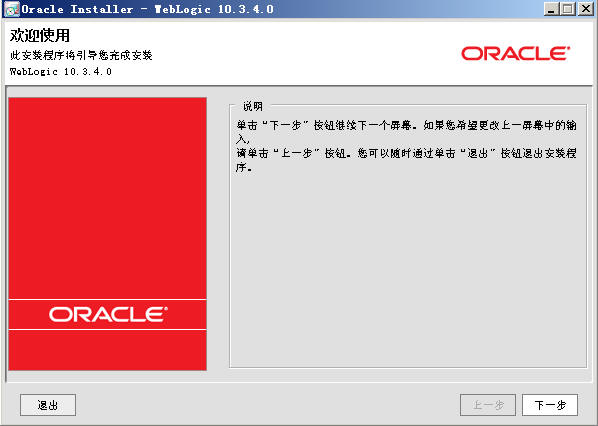 Oracle Installer - WebLogic 10.3.4.0
欢迎使用
此安装程序将引导您完成安装
WebLogic 10.3.4.0
ORACLE
说明
单击“下一步”按钮继续下一个屏幕。如果您希望更改上一屏幕中的输
入,
请单击“上一步”按钮。您可以随时通过单击“退出”按钮退出安装程
序。
ORACLE
退出
上一步
下一步